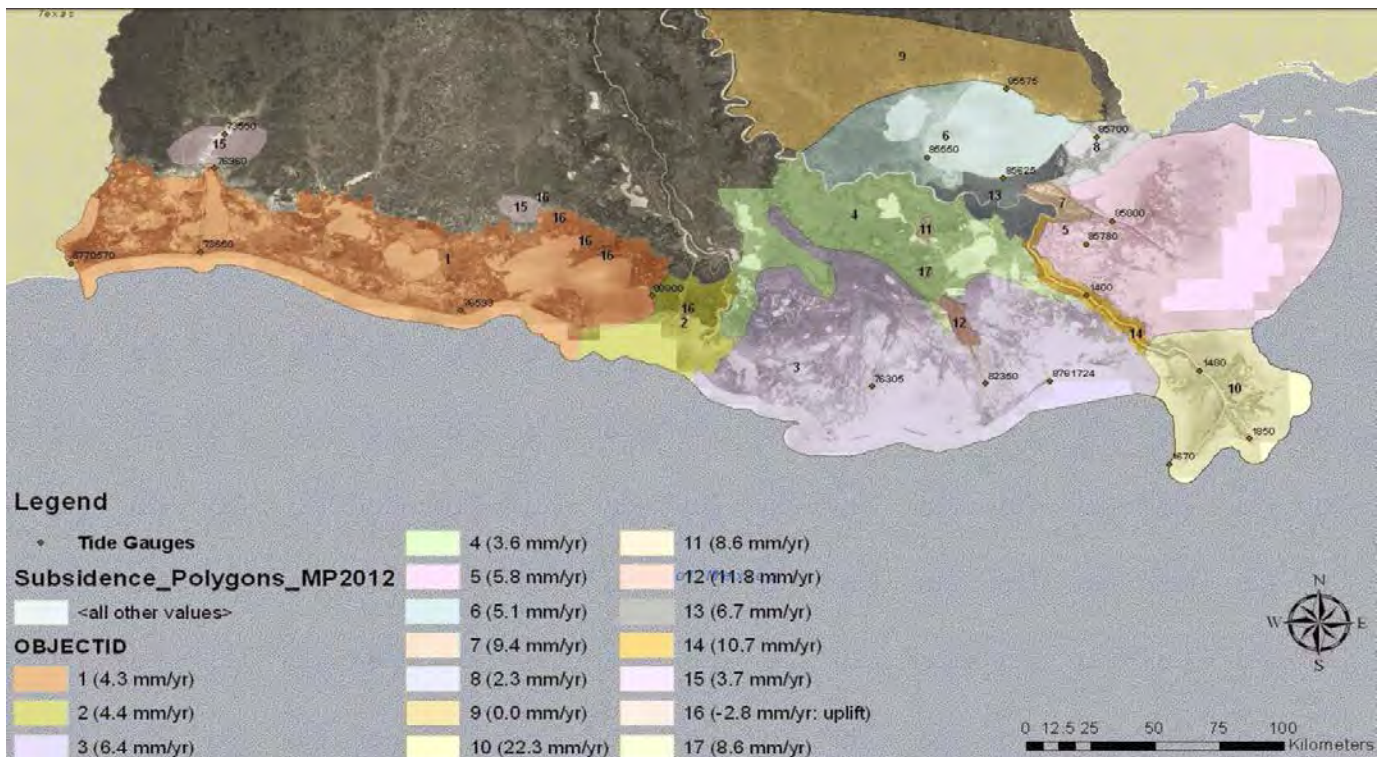 Texas
9
85575
73550
15
76360
6
85700
8
85550
85625
13
7
15
16
16
4
11
5
85800
85780
16
16
1
8770570
73650
76593
17
1400
16
2
12
14
3
76305
82350
8761724
1480
10
1850
1670
Legend
Tide Gauges
Subsidence_Polygons_MP2012
<all other values>
OBJECTID
1 (4.3 mm/yr)
2 (4.4 mm/yr)
3 (6.4 mm/yr)
4 (3.6 mm/yr)
5 (5.8 mm/yr)
6 (5.1 mm/yr)
7 (9.4 mm/yr)
8 (2.3 mm/yr)
9 (0.0 mm/yr)
10 (22.3 mm/yr)
11 (8.6 mm/yr)
12 (11.8 mm/yr)
13 (6.7 mm/yr)
14 (10.7 mm/yr)
15 (3.7 mm/yr)
16 (-2.8 mm/yr: uplift)
17 (8.6 mm/yr)
N
W E
S
0 12.5 25 50 75 100
Kilometers